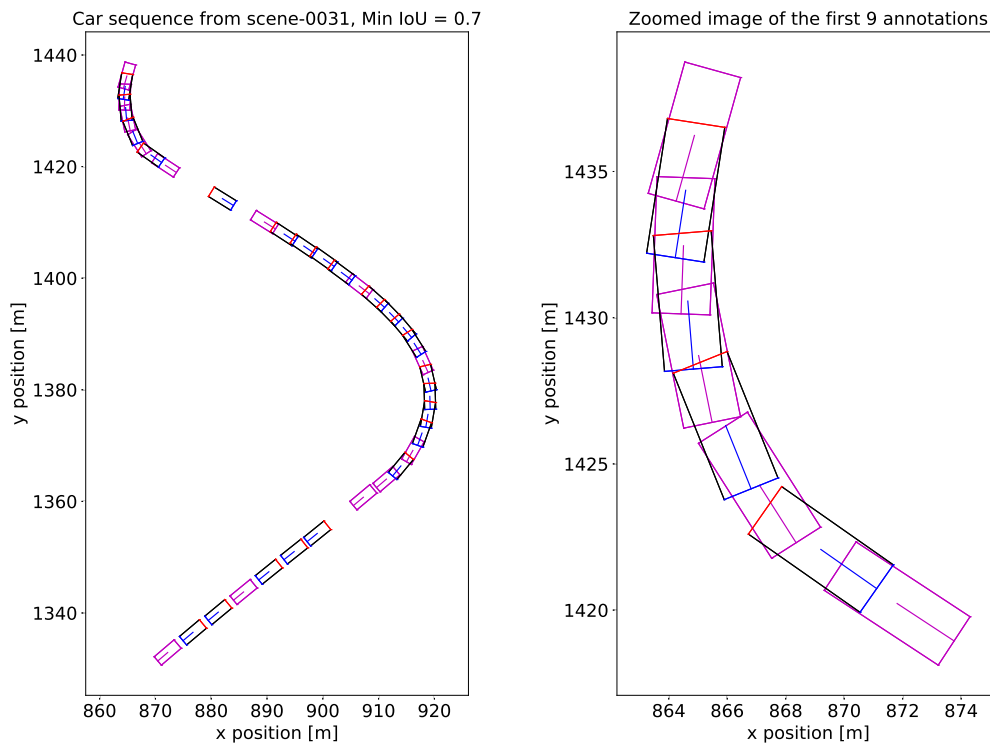 Car sequence from scene-0031, Min IoU = 0.7
1440
1420
1400
1380
1360
1340
y position [m]
860 870 880 890 900 910 920
x position [m]
Zoomed image of the first 9 annotations
1435
1430
1425
1420
y position [m]
864 866 868 870 872 874
x position [m]